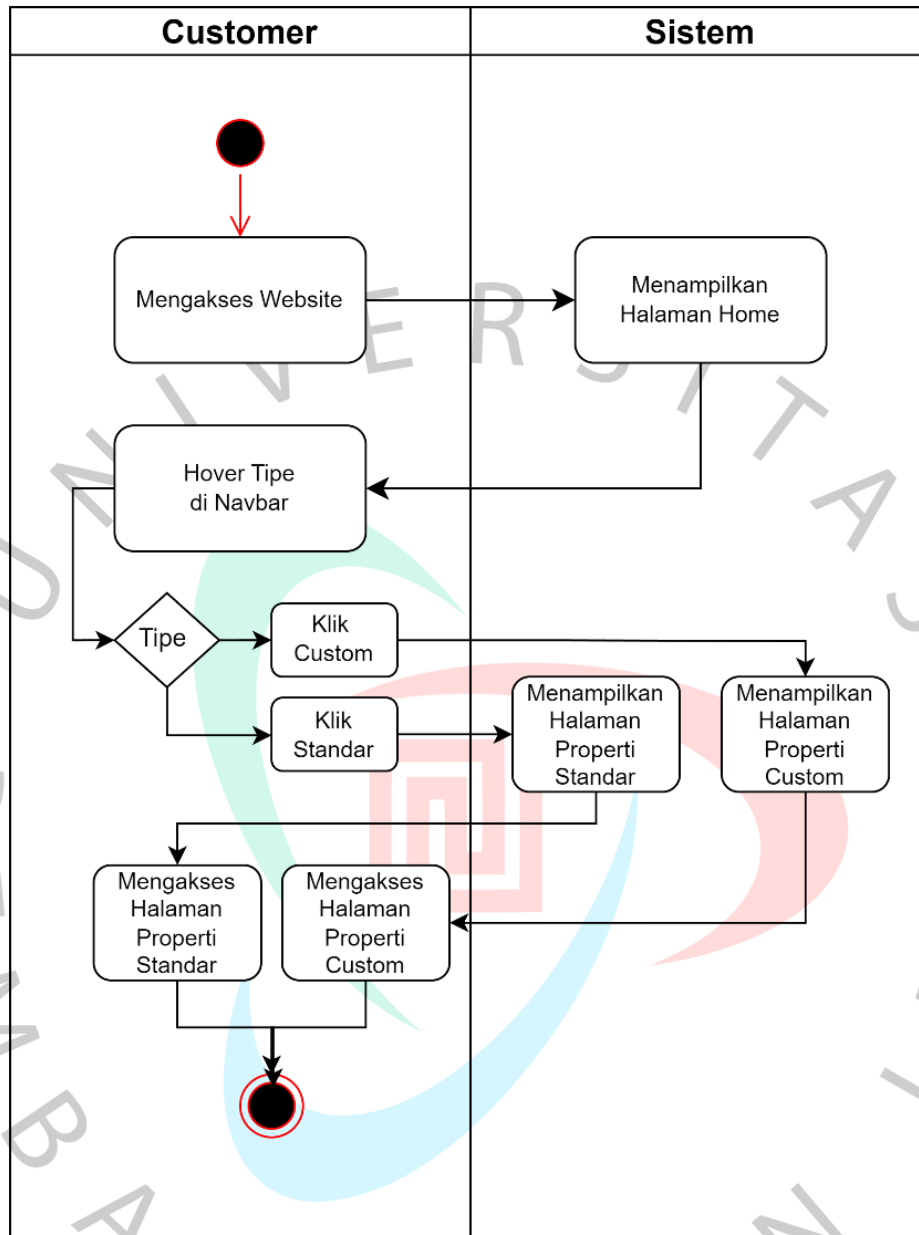 Customer
Sistem
Mengakses Website
Menampilkan
Halaman Home
Hover Tipe
di Navbar
Tipe
Klik
Custom
Klik
Standar
Menampilkan
Halaman
Properti
Standar
Menampilkan
Halaman
Properti
Custom
Mengakses
Halaman
Properti
Standar
Mengakses
Halaman
Properti
Custom
UNIVERSITAS